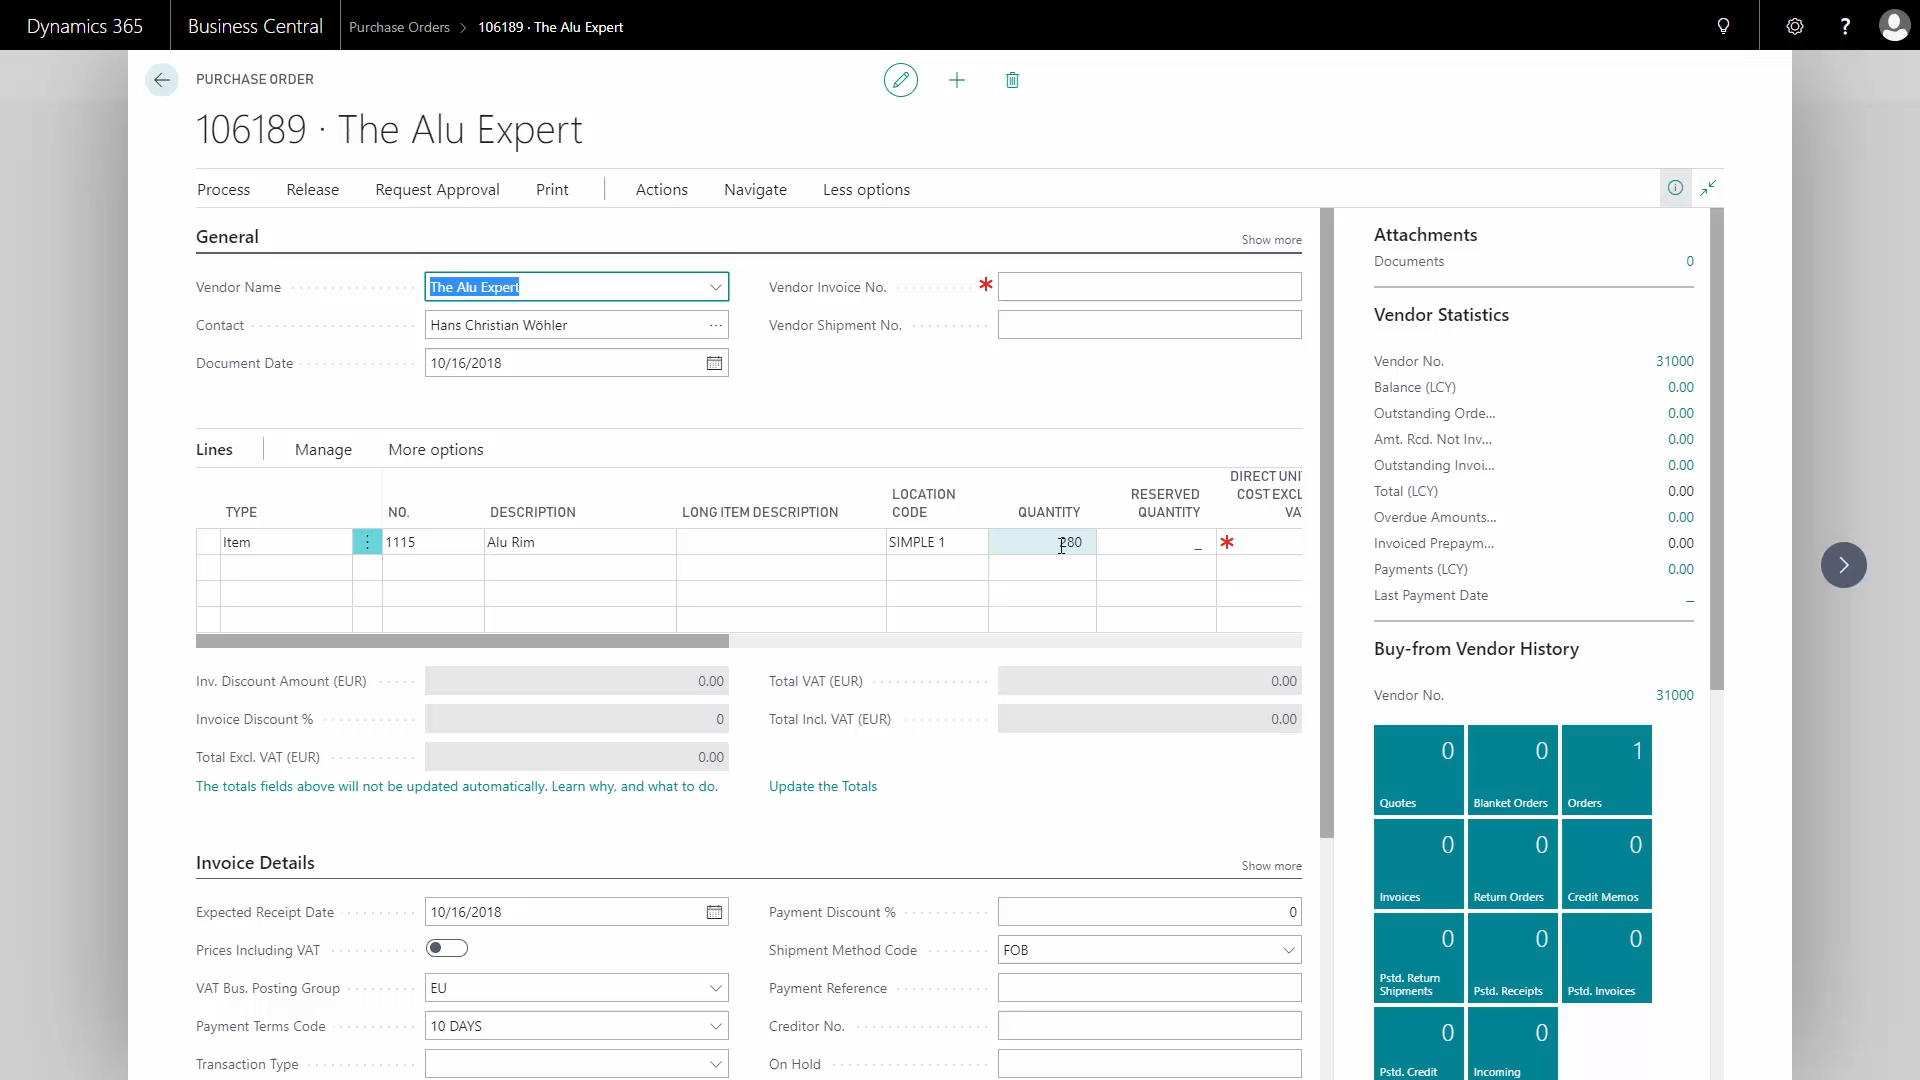 Dynamics 365
Business Central
Purchase Orders > 106189 · The Alu Expert
?
PURCHASE ORDER
106189 · The Alu Expert
Process Release Request Approval Print Actions Navigate Less options
General
Show more
Vendor Name The Alu Expert
Vendor Invoice No. *
Contact Hans Christian Wöhler ...
Vendor Shipment No.
Document Date 10/16/2018
Lines Manage More options
TYPE NO. DESCRIPTION LONG ITEM DESCRIPTION LOCATION CODE QUANTITY RESERVED QUANTITY DIRECT UNI COST EXCL VA
Item 1115 Alu Rim SIMPLE 1 280 _ *
Inv. Discount Amount (EUR) 0.00
Total VAT (EUR) 0.00
Invoice Discount % 0
Total Incl. VAT (EUR) 0.00
Total Excl. VAT (EUR) 0.00
The totals fields above will not be updated automatically. Learn why, and what to do.
Update the Totals
Invoice Details
Show more
Expected Receipt Date 10/16/2018
Payment Discount % 0
Prices Including VAT
Shipment Method Code FOB
VAT Bus. Posting Group EU
Payment Reference
Payment Terms Code 10 DAYS
Creditor No.
Transaction Type
On Hold
Attachments
Documents 0
Vendor Statistics
Vendor No. 31000
Balance (LCY) 0.00
Outstanding Orde... 0.00
Amt. Rcd. Not Inv... 0.00
Outstanding Invoi... 0.00
Total (LCY) 0.00
Overdue Amounts... 0.00
Invoiced Prepaym... 0.00
Payments (LCY) 0.00
Last Payment Date _
Buy-from Vendor History
Vendor No. 31000
0 Quotes
0 Blanket Orders
1 Orders
0 Invoices
0 Return Orders
0 Credit Memos
0 Pstd. Return Shipments
0 Pstd. Receipts
0 Pstd. Invoices
0 Pstd. Credit
0 Incoming